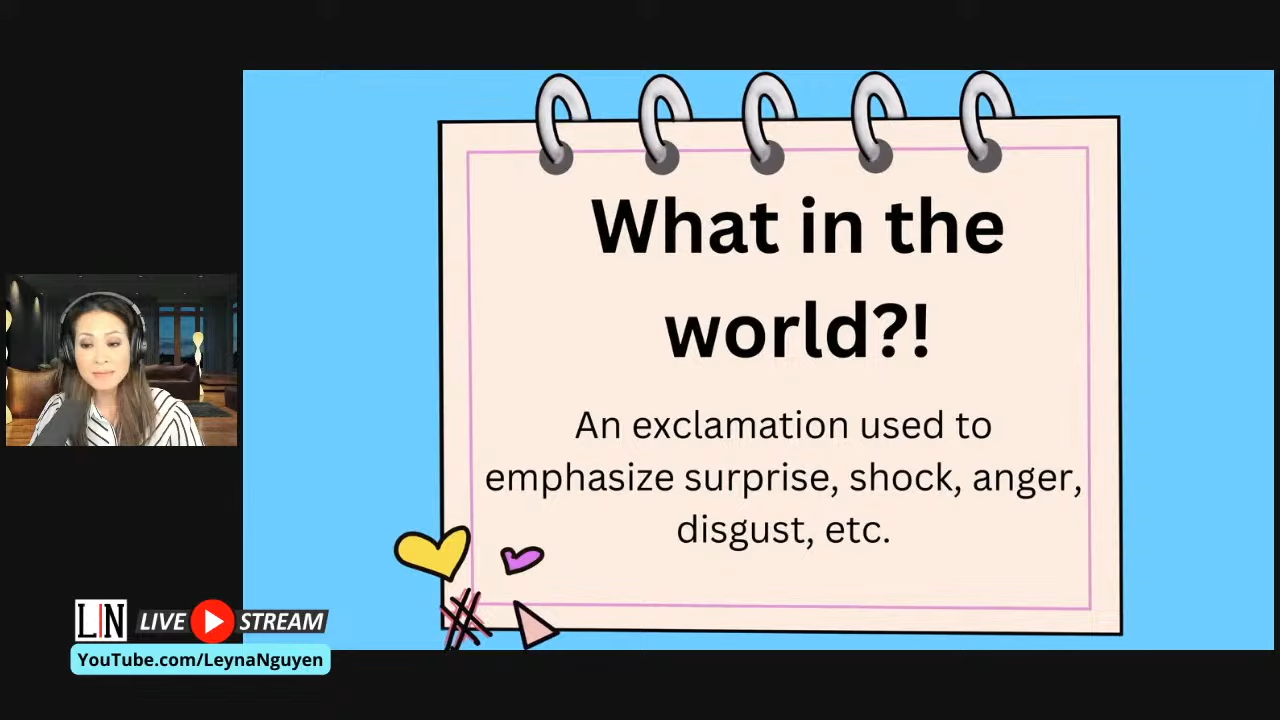 What in the
world?!
An exclamation used to
emphasize surprise, shock, anger,
disgust, etc.
LIN LIVE STREAM
YouTube.com/LeynaNguyen